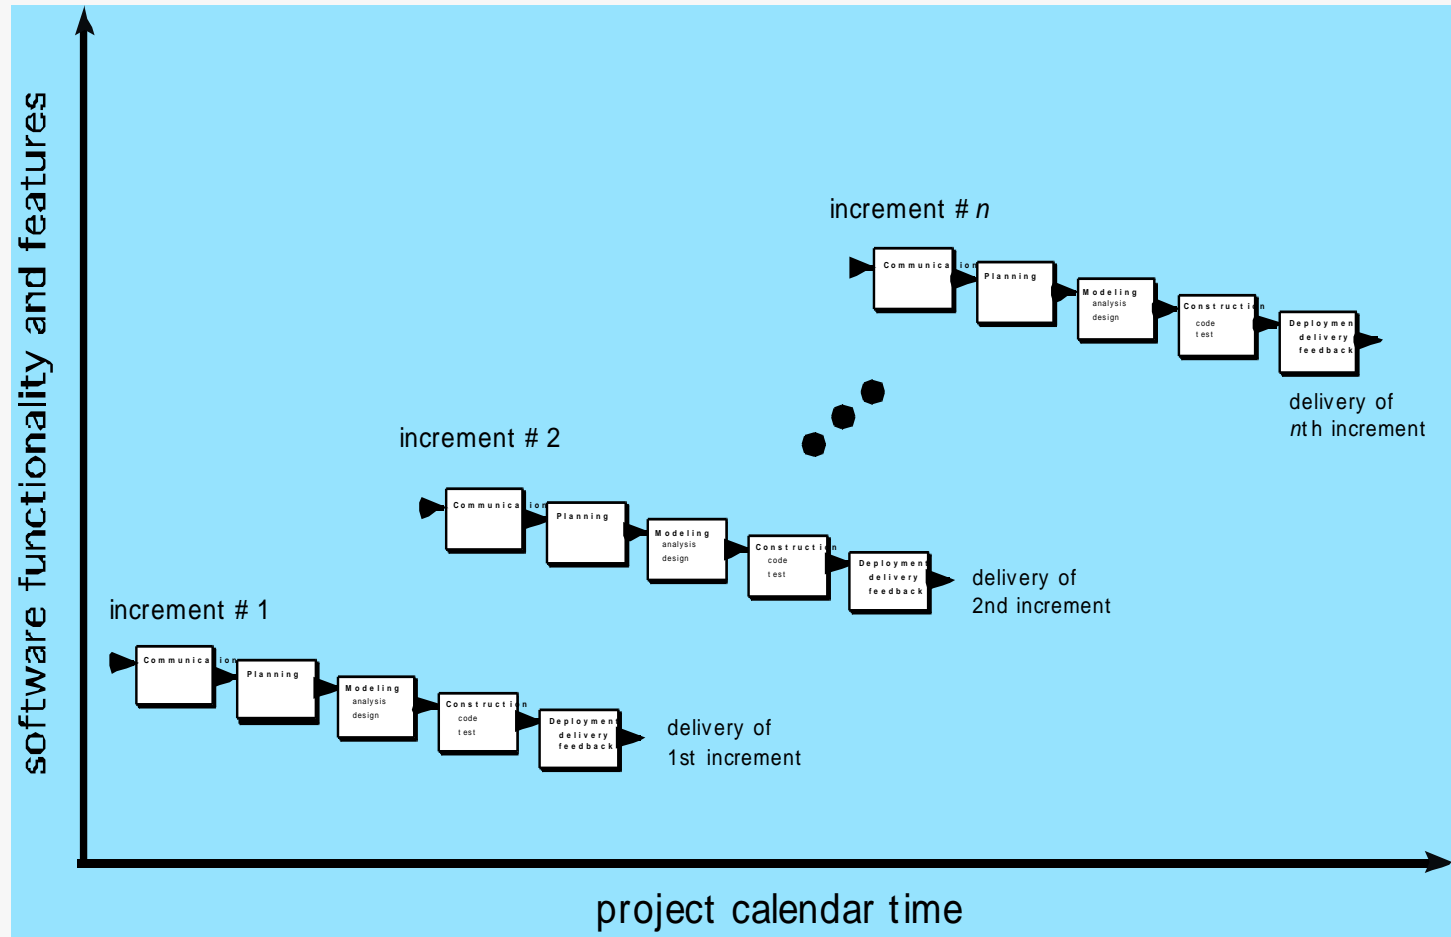 software functionality and features
increment # n
Communication
Planning
Modeling
analysis
design
Construction
code
test
Deployment
delivery
feedback
delivery of
nth increment
increment # 2
Communication
Planning
Modeling
analysis
design
Construction
code
test
Deployment
delivery
feedback
delivery of
2nd increment
increment # 1
Communication
Planning
Modeling
analysis
design
Construction
code
test
Deployment
delivery
feedback
delivery of
1st increment
project calendar time